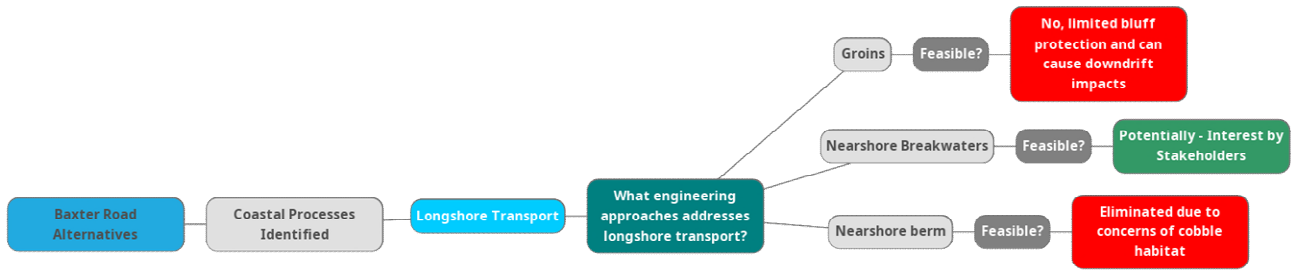 Baxter Road
Alternatives
Coastal Processes
Identified
Longshore Transport
What engineering
approaches addresses
longshore transport?
Groins
Feasible?
No, limited bluff
protection and can
cause downdrift
impacts
Nearshore Breakwaters
Feasible?
Potentially - Interest by
Stakeholders
Nearshore berm
Feasible?
Eliminated due to
concerns of cobble
habitat